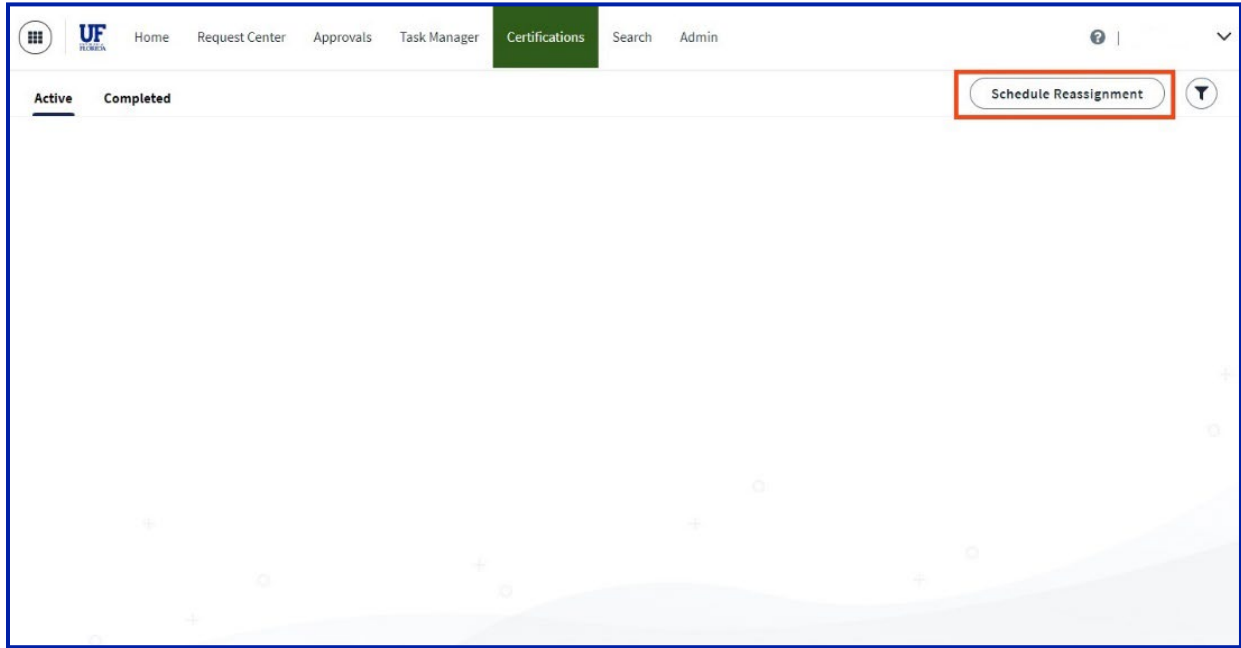 UF Home Request Center Approvals Task Manager Certifications Search Admin ? |
Active Completed Schedule Reassignment